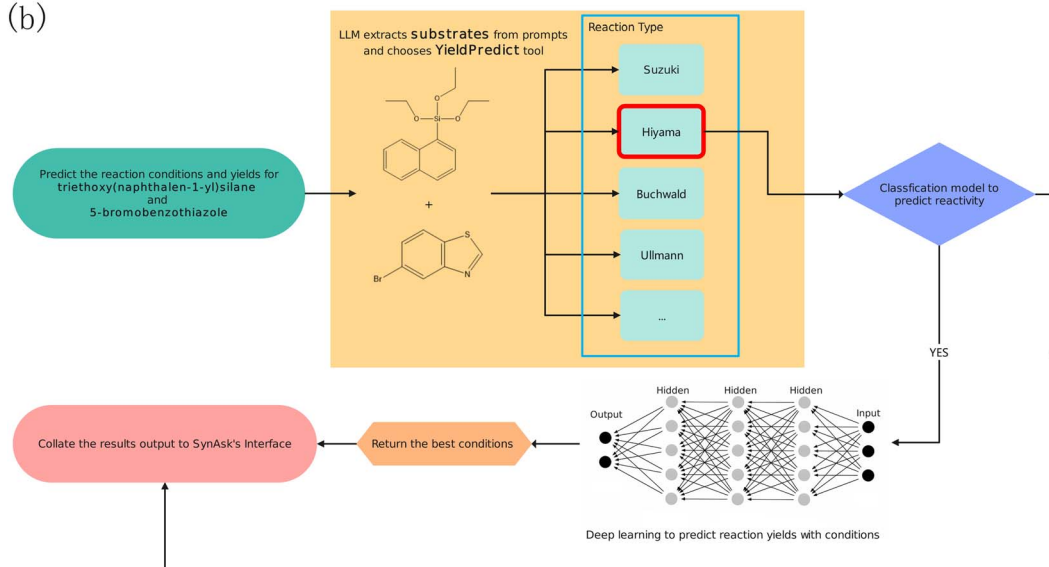 (b)
LLM extracts substrates from prompts
and chooses YieldPredict tool
Reaction Type
Predict the reaction conditions and yields for
triethoxy(naphthalen-1-yl)silane
and
5-bromobenzothiazole
O
O
Si
O
+
S
N
Br
Suzuki
Hiyama
Buchwald
Ullmann
...
Classfication model to
predict reactivity
YES
Hidden
Hidden
Hidden
Output
Input
Deep learning to predict reaction yields with conditions
Return the best conditions
Collate the results output to SynAsk's Interface